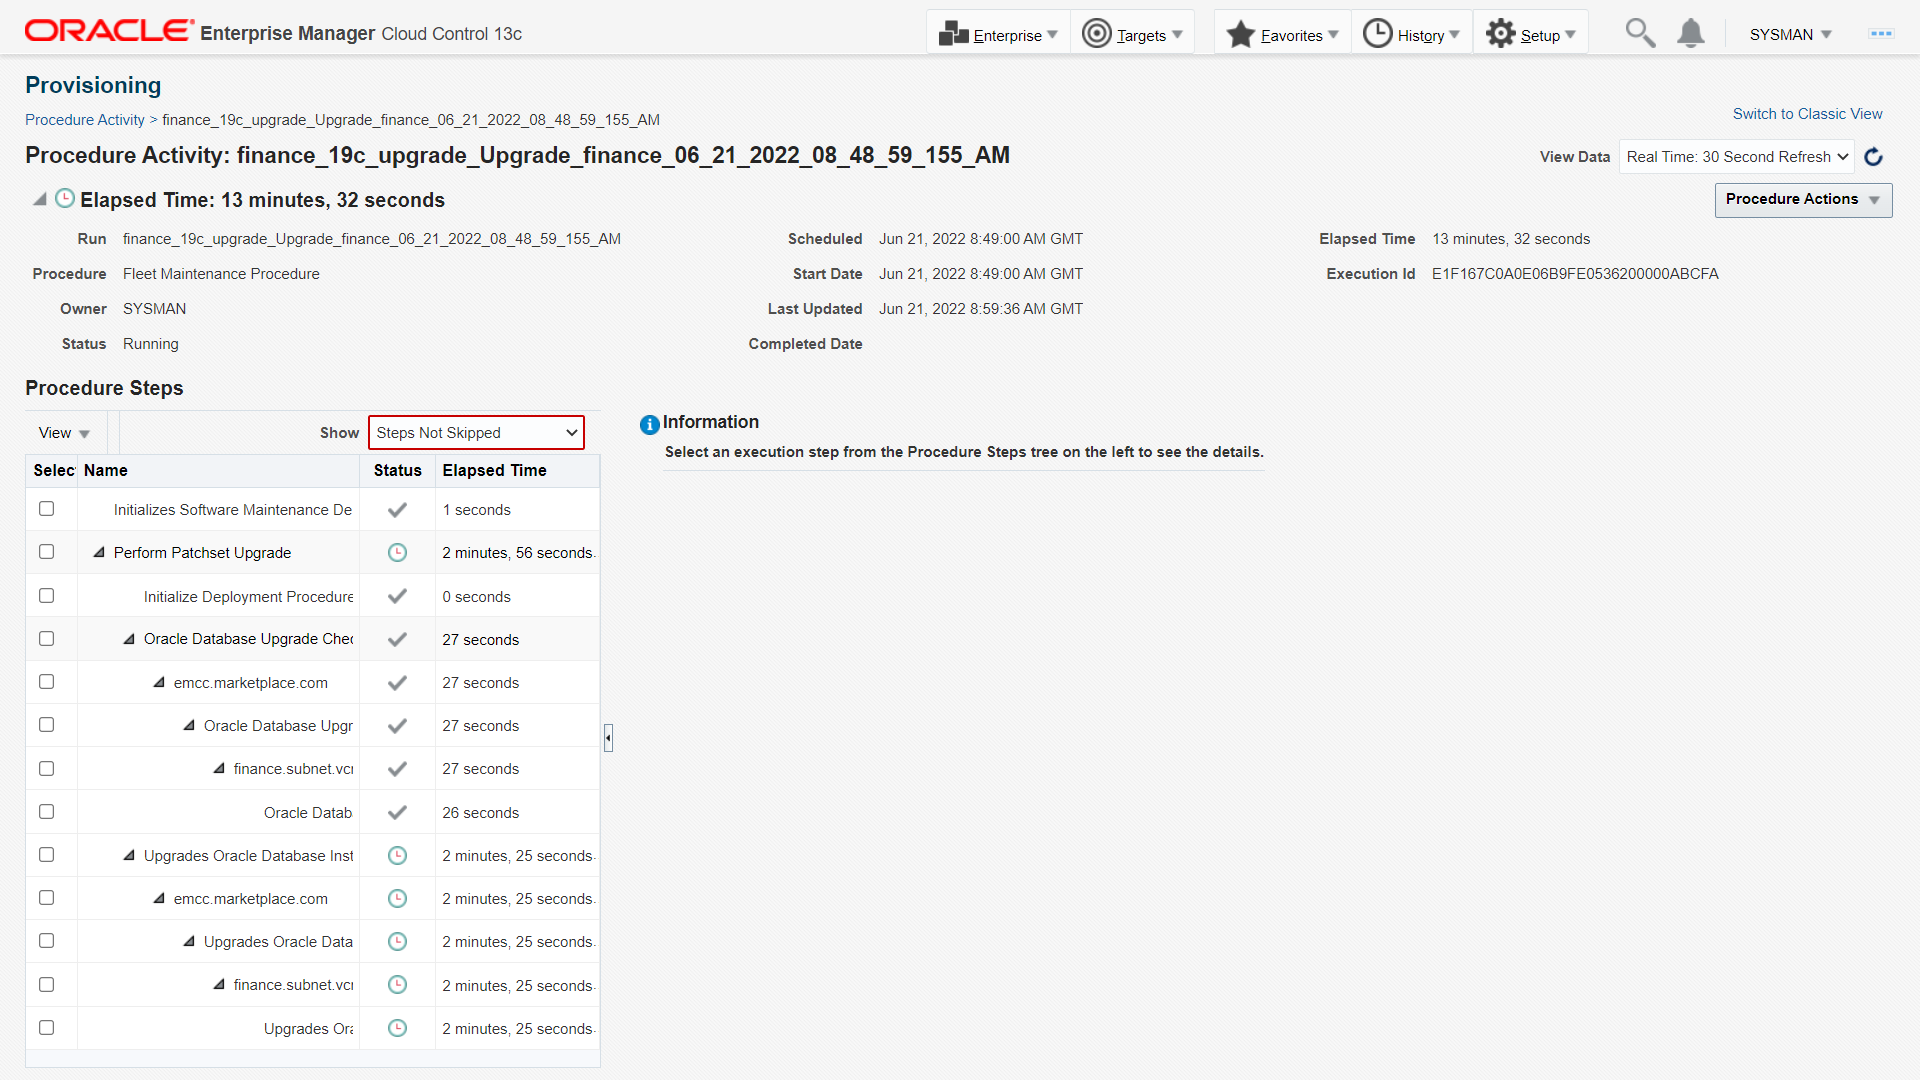 ORACLE Enterprise Manager Cloud Control 13c
Enterprise
Targets
Favorites
History
Setup
SYSMAN
Provisioning
Procedure Activity > finance_19c_upgrade_Upgrade_finance_06_21_2022_08_48_59_155_AM
Switch to Classic View
Procedure Activity: finance_19c_upgrade_Upgrade_finance_06_21_2022_08_48_59_155_AM
View Data Real Time: 30 Second Refresh
Elapsed Time: 13 minutes, 32 seconds
Procedure Actions
Run finance_19c_upgrade_Upgrade_finance_06_21_2022_08_48_59_155_AM
Scheduled Jun 21, 2022 8:49:00 AM GMT
Elapsed Time 13 minutes, 32 seconds
Procedure Fleet Maintenance Procedure
Start Date Jun 21, 2022 8:49:00 AM GMT
Execution Id E1F167C0A0E06B9FE0536200000ABCFA
Owner SYSMAN
Last Updated Jun 21, 2022 8:59:36 AM GMT
Status Running
Completed Date
Procedure Steps
View
Show Steps Not Skipped
Selec Name Status Elapsed Time
Initializes Software Maintenance De 1 seconds
Perform Patchset Upgrade 2 minutes, 56 seconds
Initialize Deployment Procedure 0 seconds
Oracle Database Upgrade Chec 27 seconds
emcc.marketplace.com 27 seconds
Oracle Database Upgr 27 seconds
finance.subnet.vcn 27 seconds
Oracle Datab 26 seconds
Upgrades Oracle Database Inst 2 minutes, 25 seconds
emcc.marketplace.com 2 minutes, 25 seconds
Upgrades Oracle Data 2 minutes, 25 seconds
finance.subnet.vcn 2 minutes, 25 seconds
Upgrades Ora 2 minutes, 25 seconds
Information
Select an execution step from the Procedure Steps tree on the left to see the details.